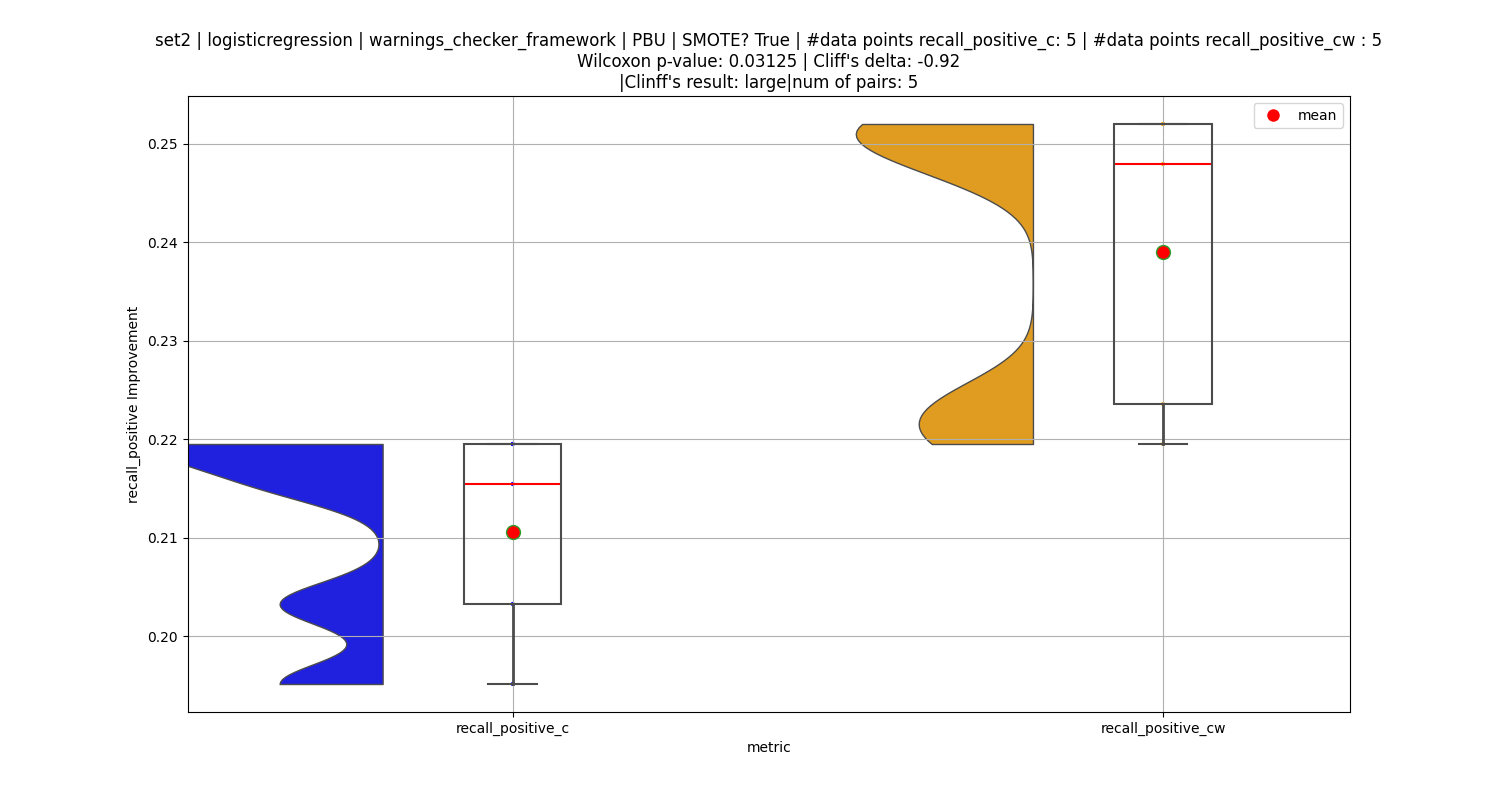 set2 | logisticregression | warnings_checker_framework | PBU | SMOTE? True | #data points recall_positive_c: 5 | #data points recall_positive_cw : 5
Wilcoxon p-value: 0.03125 | Cliff's delta: -0.92
|Clinff's result: large|num of pairs: 5
mean
0.25
0.24
0.23
0.22
0.21
0.20
recall_positive Improvement
recall_positive_c
recall_positive_cw
metric